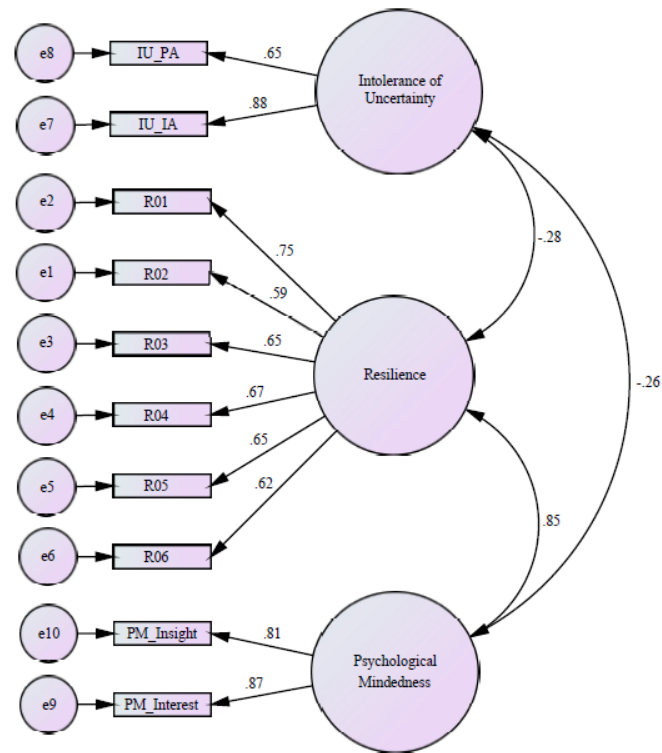 e8
IU_PA
.65
Intolerance of
Uncertainty
e7
IU_IA
.88
e2
R01
.75
-.28
e1
R02
.59
e3
R03
.65
Resilience
-.26
e4
R04
.67
e5
R05
.65
e6
R06
.62
.85
e10
PM_Insight
.81
Psychological
Mindedness
e9
PM_Interest
.87